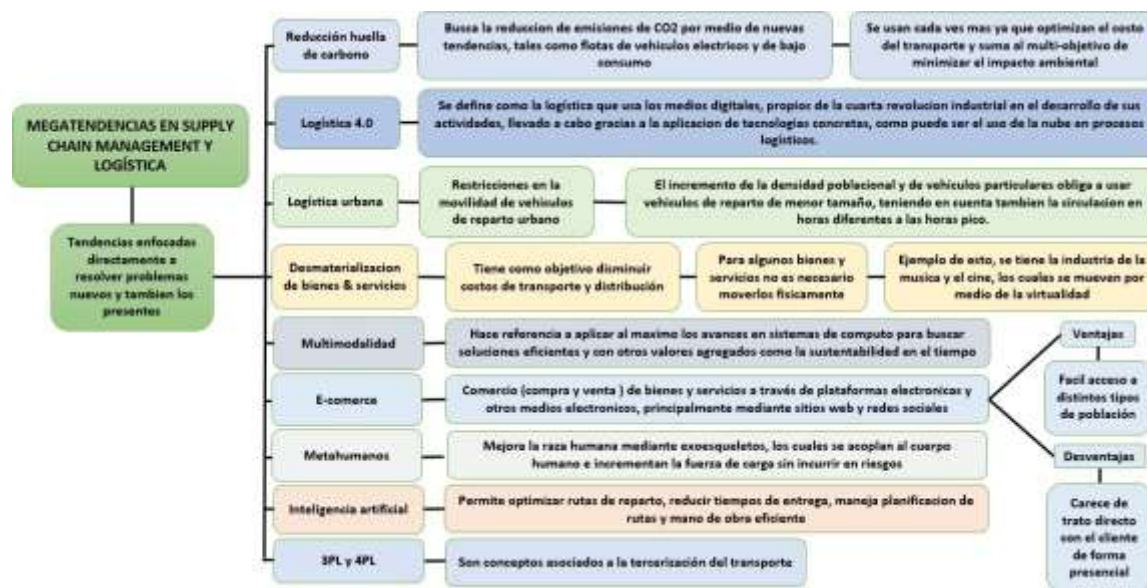 MEGATENDENCIAS EN SUPPLY
CHAIN MANAGEMENT Y
LOGÍSTICA
Tendencias enfocadas
directamente a
resolver problemas
nuevos y tambien los
presentes
Reducción huella
de carbono
Busca la reduccion de emisiones de CO2 por medio de nuevas
tendencias, tales como flotas de vehiculos electricos y de bajo
consumo
Se usan cada ves mas ya que optimizan el costo
del transporte y suma al multi-objetivo de
minimizar el impacto ambiental
Logística 4.0
Se define como la logística que usa los medios digitales, propios de la cuarta revolucion industrial en el desarrollo de sus
actividades, llevado a cabo gracias a la aplicacion de tecnologías concretas, como puede ser el uso de la nube en procesos
logísticos.
Logística urbana
Restricciones en la
movilidad de vehiculos
de reparto urbano
El incremento de la densidad poblacional y de vehículos particulares obliga a usar
vehículos de reparto de menor tamaño, teniendo en cuenta tambien la circulacion en
horas diferentes a las horas pico.
Desmaterializacion
de bienes & servicios
Tiene como objetivo disminuir
costos de transporte y distribución
Para algunos bienes y
servicios no es necesario
moverlos físicamente
Ejemplo de esto, se tiene la industria de la
musica y el cine, los cuales se mueven por
medio de la virtualidad
Multimodalidad
Hace referencia a aplicar al maximo los avances en sistemas de computo para buscar
soluciones eficientes y con otros valores agregados como la sustentabilidad en el tiempo
E-comerce
Comercio (compra y venta ) de bienes y servicios a través de plataformas electronicas y
otros medios electronicos, principalmente mediante sitios web y redes sociales
Ventajas
Facil acceso a
distintos tipos
de población
Desventajas
Carece de
trato directo
con el cliente
de forma
presencial
Metahumanos
Mejora la raza humana mediante exoesqueletos, los cuales se acoplan al cuerpo
humano e incrementan la fuerza de carga sin incurrir en riesgos
Inteligencia artificial
Permite optimizar rutas de reparto, reducir tiempos de entrega, maneja planificacion de
rutas y mano de obra eficiente
3PL y 4PL
Son conceptos asociados a la tercerización del transporte